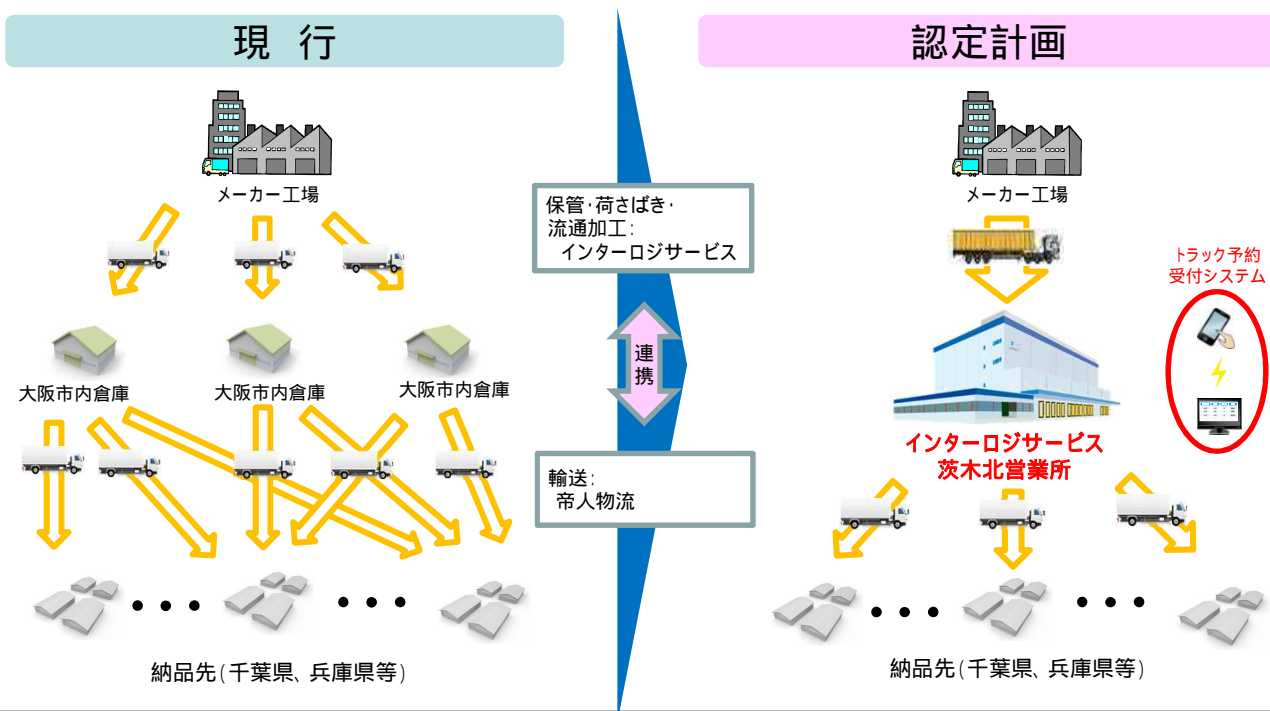 現 行
メーカー工場
大阪市内倉庫
大阪市内倉庫
大阪市内倉庫
納品先(千葉県、兵庫県等)
保管・荷さばき・
流通加工:
インターロジサービス
連
携
輸送:
帝人物流
認定計画
メーカー工場
トラック予約
受付システム
インターロジサービス
茨木北営業所
納品先(千葉県、兵庫県等)